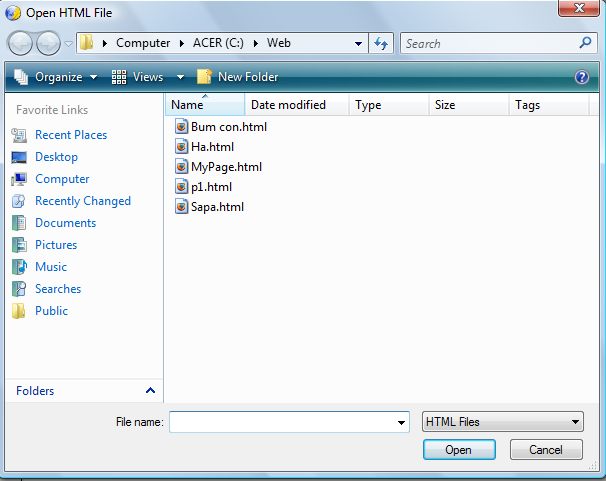 Open HTML File
Computer ACER (C:) Web Search
Organize Views New Folder ?
Favorite Links
Recent Places
Desktop
Computer
Recently Changed
Documents
Pictures
Music
Searches
Public
Folders
Name Date modified Type Size Tags
Bum con.html
Ha.html
MyPage.html
p1.html
Sapa.html
File name: HTML Files
Open Cancel